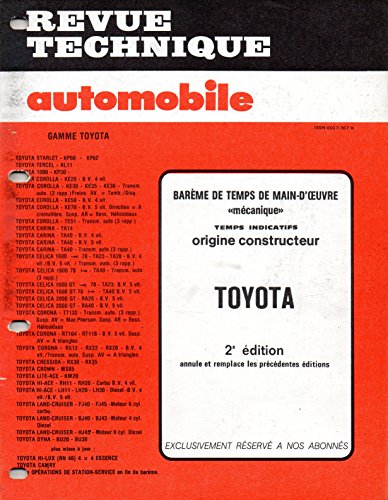 REVUE
TECHNIQUE
automobile
ISSN 0017-307 X
GAMME TOYOTA
TOYOTA STARLET - KP60 - KP62
TOYOTA TERCEL - AL11
TOYOTA 1000 - KP30
TOYOTA COROLLA - KE20 - B.V. 4 vit.
TOYOTA COROLLA - KE30 - KE35 - KE36 - Transm.
auto. (2 rapp.) Freins AV. = Tamb./Disq.
TOYOTA COROLLA - KE30 - B.V. 4 vit.
TOYOTA COROLLA - KE50 - B.V. 4 vit.
TOYOTA COROLLA - KE70 - B.V. 5 vit. Direction = A
crémaillère. Susp. AR = Ress. Hélicoïdaux
TOYOTA COROLLA - TE51 - Transm. auto (3 rapp.)
TOYOTA CARINA - TA14
TOYOTA CARINA - TA40 - B.V. 4 vit.
TOYOTA CARINA - TA40 - B.V. 5 vit.
TOYOTA CARINA - TA40 - Transm. auto. (3 rapp.)
TOYOTA CELICA 1600 → 78 - TA23 - TA28 - B.V. 4
vit./B.V. 5 vit. / Transm. auto. (3 rapp.)
TOYOTA CELICA 1600 78 → - TA40 - Transm. auto
(3 rapp.)
TOYOTA CELICA 1600 GT → 78 - TA23 B.V. 5 vit.
TOYOTA CELICA 1600 GT 78 → - TA40 B.V. 5 vit.
TOYOTA CELICA 2000 GT - RA28 - B.V. 5 vit.
TOYOTA CELICA 2000 GT - RA40 - B.V. 5 vit.
TOYOTA CORONA - TT132 - Transm. auto. (3 rapp.)
Susp. AV = Mac Pherson. Susp. AR = Ress.
Hélicoïdaux
TOYOTA CORONA - RT104 - RT118 - B.V. 5 vit. Susp.
AV = A triangles
TOYOTA CORONA - RX12 - RX22 - RX28 - B.V. 4
vit. /Transm. auto. Susp. AV = A triangles
TOYOTA CRESSIDA - RX30 - RX35
TOYOTA CROWN - MS85
TOYOTA LITE-ACE - KM20
TOYOTA HI-ACE - RH11 - RH20 - Carbu B.V. 4 vit.
TOYOTA HI-ACE - LH11 - LH20 - LH30 - Diesel - B.V. 4
vit./B.V. 5 vit.
TOYOTA LAND-CRUISER - FJ40 - FJ45 - Moteur 6 cyl.
carbu.
TOYOTA LAND-CRUISER - BJ40 - BJ43 - Moteur 4 cyl.
Diesel
TOYOTA LAND-CRUISER - HJ45 - Moteur 6 cyl. Diesel
TOYOTA DYNA - BU20 - BU30
plus mises à jour :
TOYOTA HI-LUX (RN 46) 4 x 4 ESSENCE
TOYOTA CAMRY
OPÉRATIONS DE STATION-SERVICE en fin de barème.
BARÈME DE TEMPS DE MAIN-D'ŒUVRE
«mécanique»
TEMPS INDICATIFS
origine constructeur
TOYOTA
2e édition
annule et remplace les précédentes éditions
EXCLUSIVEMENT RÉSERVÉ A NOS ABONNÉS